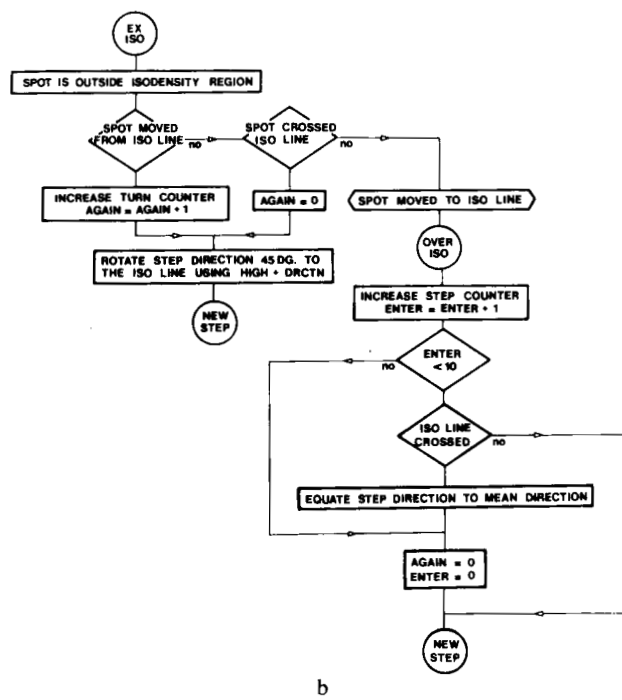 EX
ISO
SPOT IS OUTSIDE ISODENSITY REGION
SPOT MOVED
FROM ISO LINE
no
SPOT CROSSED
ISO LINE
no
INCREASE TURN COUNTER
AGAIN = AGAIN + 1
AGAIN = 0
SPOT MOVED TO ISO LINE
ROTATE STEP DIRECTION 45 DG. TO
THE ISO LINE USING HIGH + DRCTN
NEW
STEP
OVER
ISO
INCREASE STEP COUNTER
ENTER = ENTER + 1
ENTER
< 10
no
ISO LINE
CROSSED
no
EQUATE STEP DIRECTION TO MEAN DIRECTION
AGAIN = 0
ENTER = 0
NEW
STEP
b